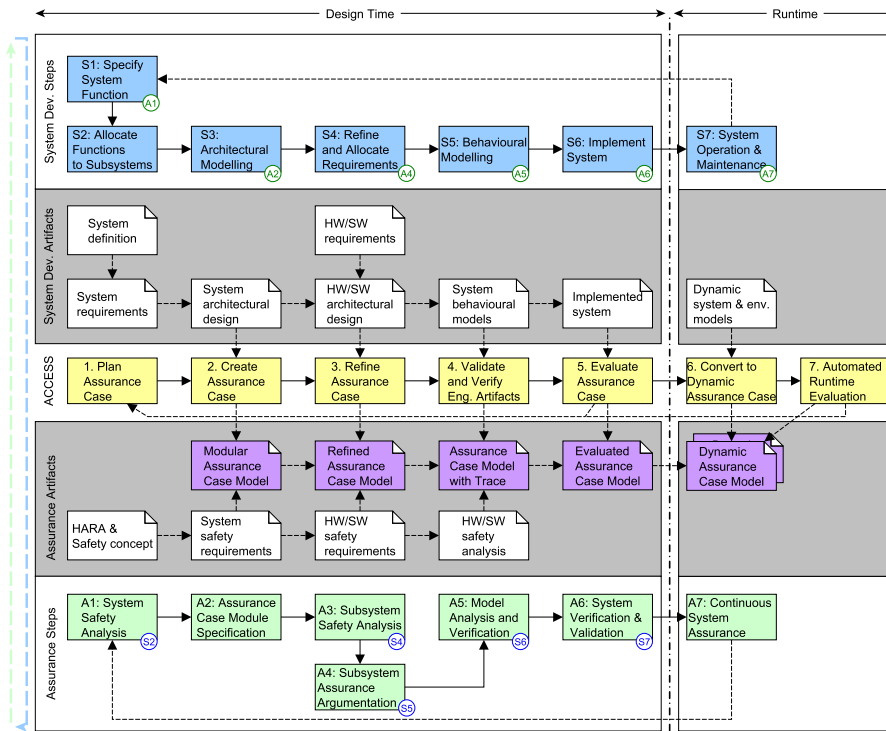 Design Time
Runtime
System Dev. Steps
S1: Specify
System
Function
A1
S2: Allocate
Functions
to Subsystems
S3:
Architectural
Modelling
A2
S4: Refine
and Allocate
Requirements
A4
S5: Behavioural
Modelling
A5
S6: Implement
System
A6
S7: System
Operation &
Maintenance
A7
System Dev. Artifacts
System
definition
HW/SW
requirements
System
requirements
System
architectural
design
HW/SW
architectural
design
System
behavioural
models
Implemented
system
Dynamic
system & env.
models
ACCESS
1. Plan
Assurance
Case
2. Create
Assurance
Case
3. Refine
Assurance
Case
4. Validate
and Verify
Eng. Artifacts
5. Evaluate
Assurance
Case
6. Convert to
Dynamic
Assurance Case
7. Automated
Runtime
Evaluation
Assurance Artifacts
Modular
Assurance
Case Model
Refined
Assurance
Case Model
Assurance
Case Model
with Trace
Evaluated
Assurance
Case Model
Dynamic
Assurance
Case Model
HARA &
Safety concept
System
safety
requirements
HW/SW
safety
requirements
HW/SW
safety
analysis
Assurance Steps
A1: System
Safety
Analysis
S2
A2: Assurance
Case Module
Specification
A3: Subsystem
Safety Analysis
S4
A4: Subsystem
Assurance
Argumentation
S5
A5: Model
Analysis and
Verification
S6
A6: System
Verification &
Validation
S7
A7: Continuous
System
Assurance